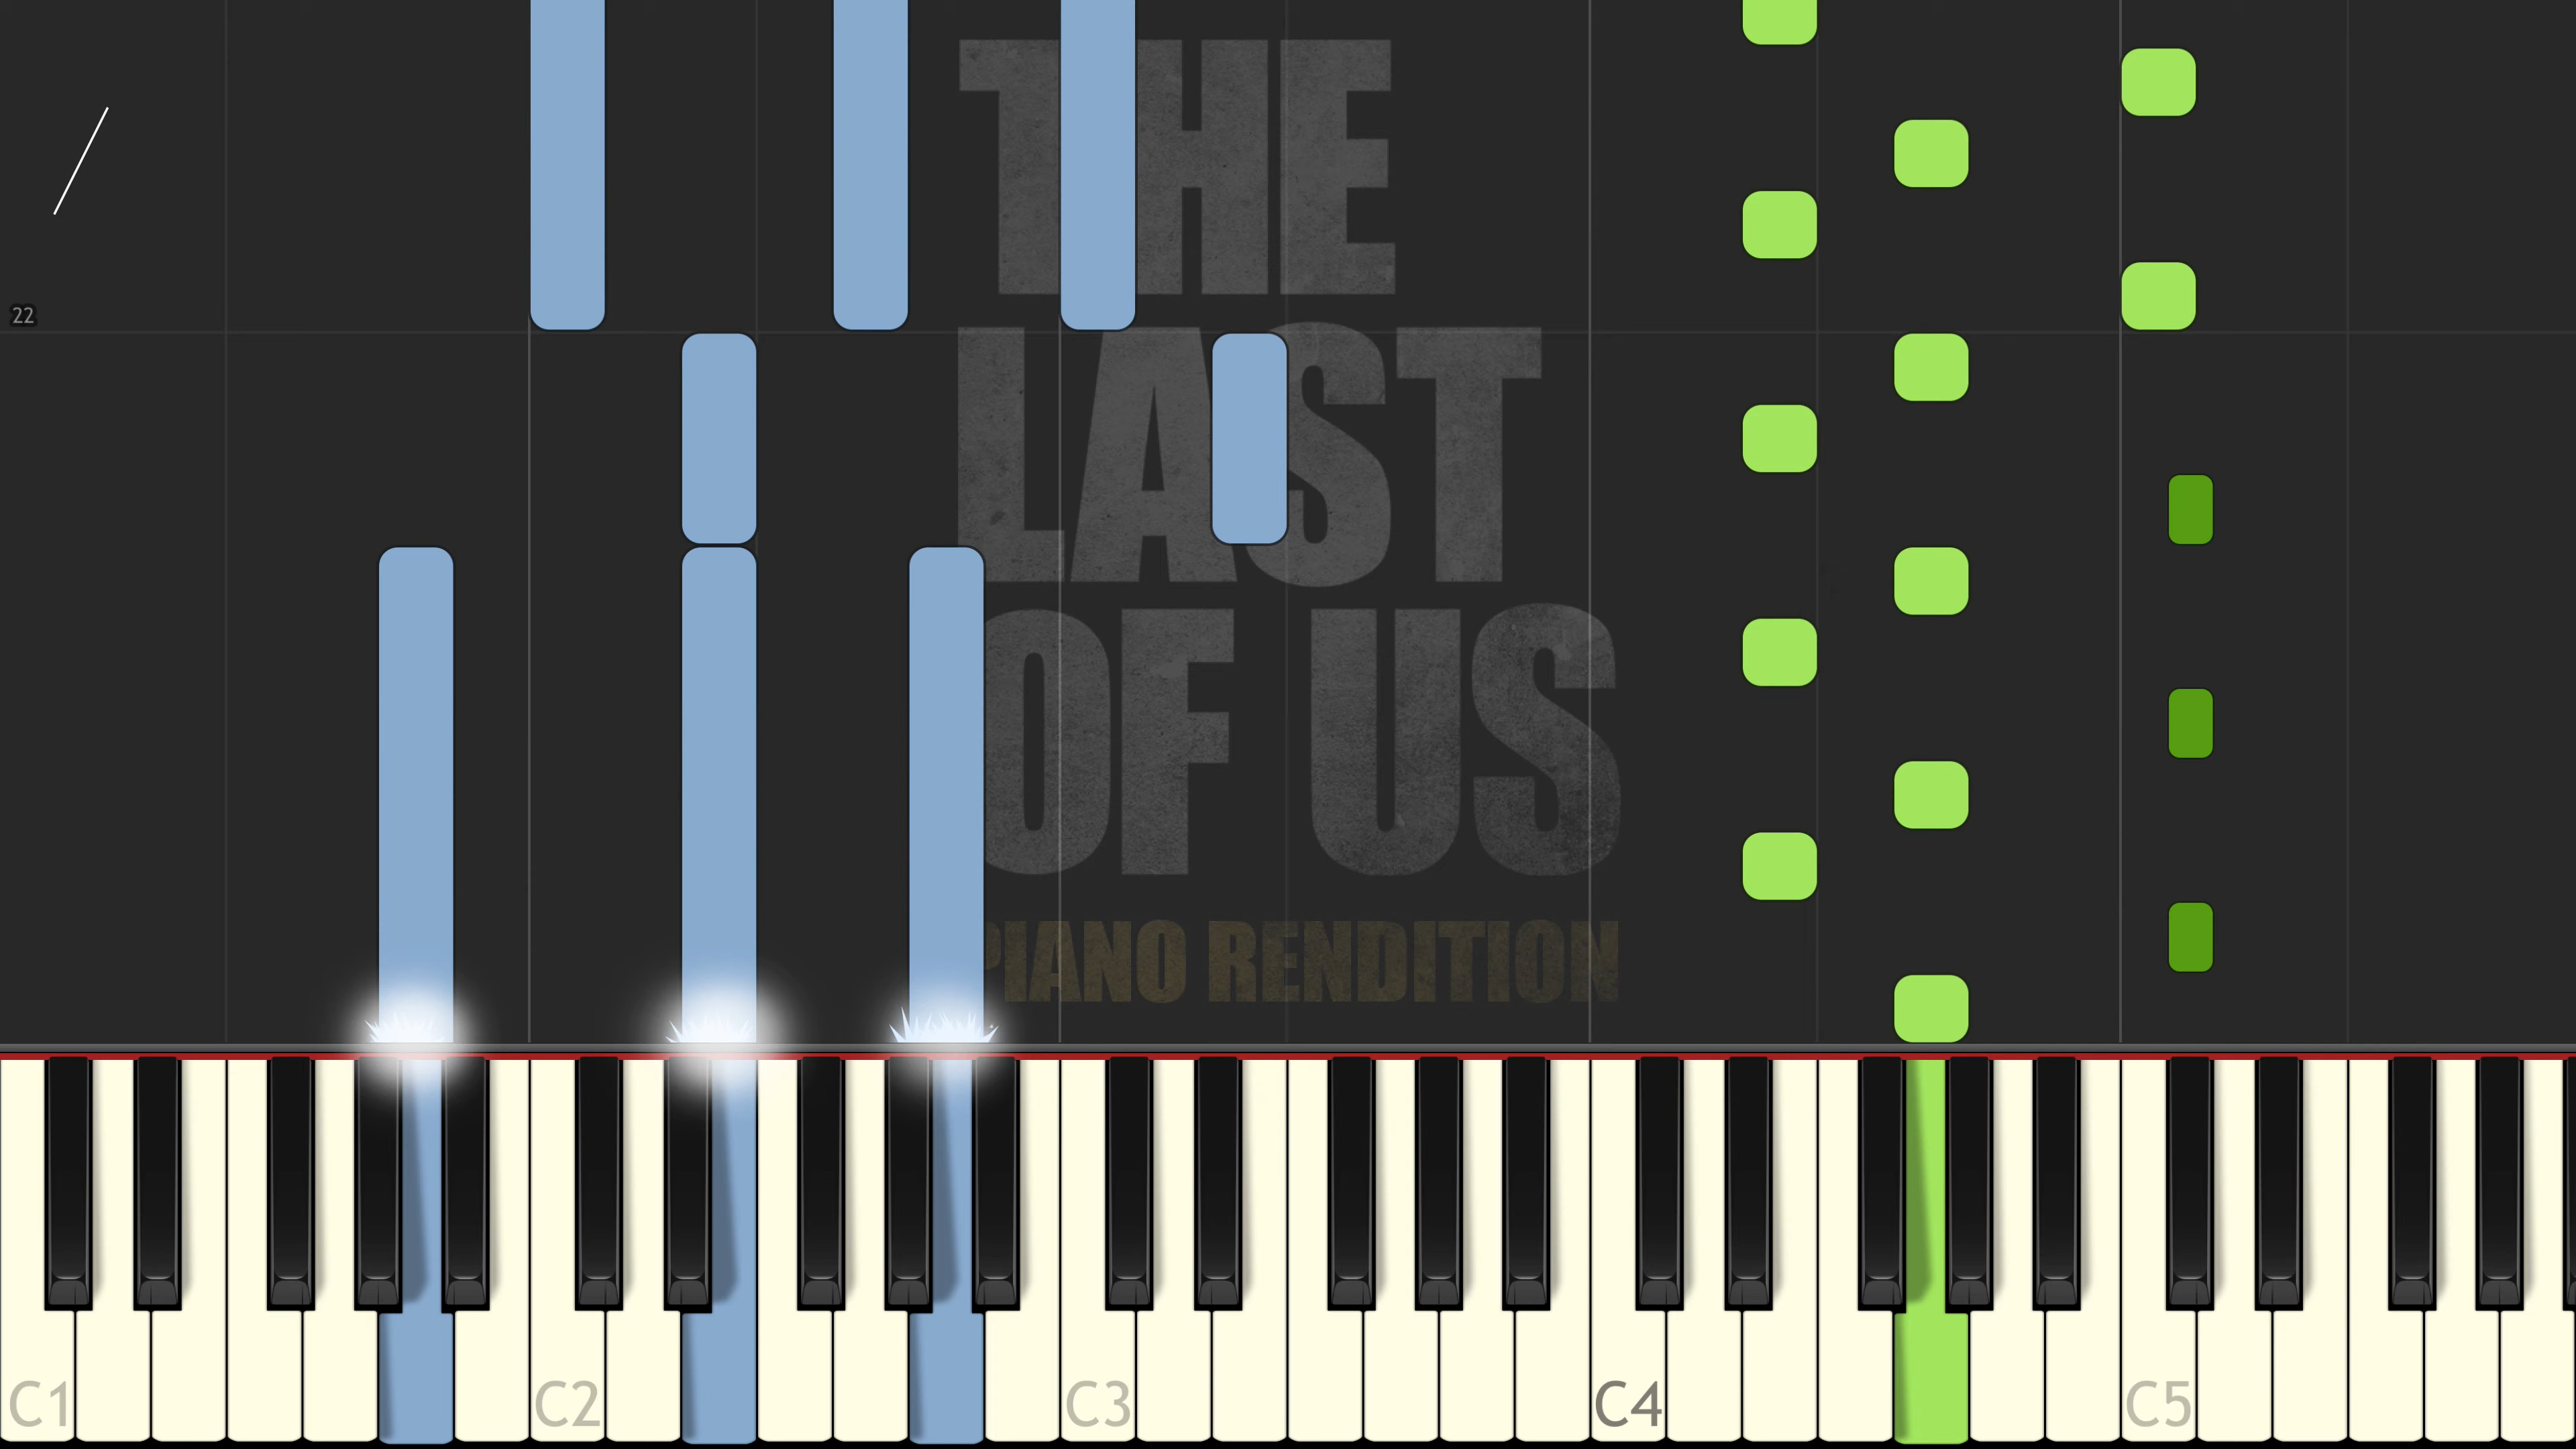 THE
LAST
OF US
PIANO RENDITION
22
C1 C2 C3 C4 C5